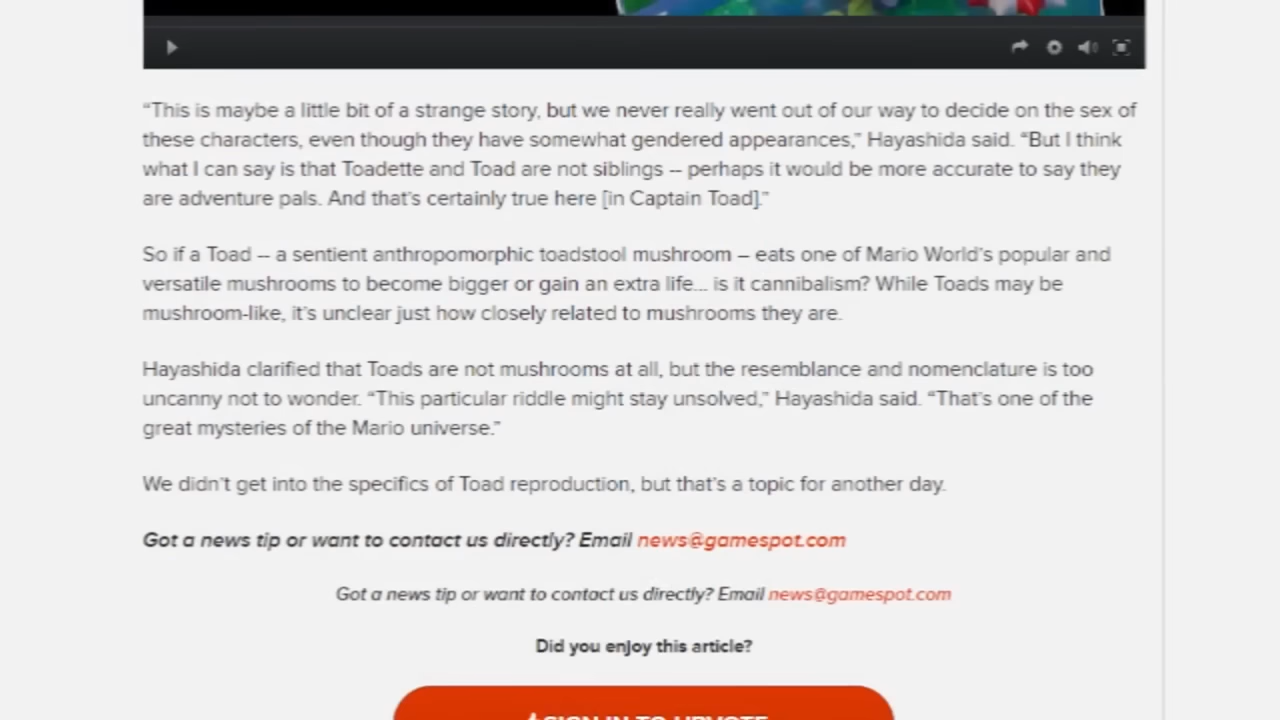 “This is maybe a little bit of a strange story, but we never really went out of our way to decide on the sex of
these characters, even though they have somewhat gendered appearances,” Hayashida said. “But I think
what I can say is that Toadette and Toad are not siblings -- perhaps it would be more accurate to say they
are adventure pals. And that’s certainly true here [in Captain Toad].”
So if a Toad -- a sentient anthropomorphic toadstool mushroom -- eats one of Mario World’s popular and
versatile mushrooms to become bigger or gain an extra life... is it cannibalism? While Toads may be
mushroom-like, it’s unclear just how closely related to mushrooms they are.
Hayashida clarified that Toads are not mushrooms at all, but the resemblance and nomenclature is too
uncanny not to wonder. “This particular riddle might stay unsolved,” Hayashida said. “That’s one of the
great mysteries of the Mario universe.”
We didn’t get into the specifics of Toad reproduction, but that’s a topic for another day.
Got a news tip or want to contact us directly? Email news@gamespot.com
Got a news tip or want to contact us directly? Email news@gamespot.com
Did you enjoy this article?
SIGN IN TO UPVOTE